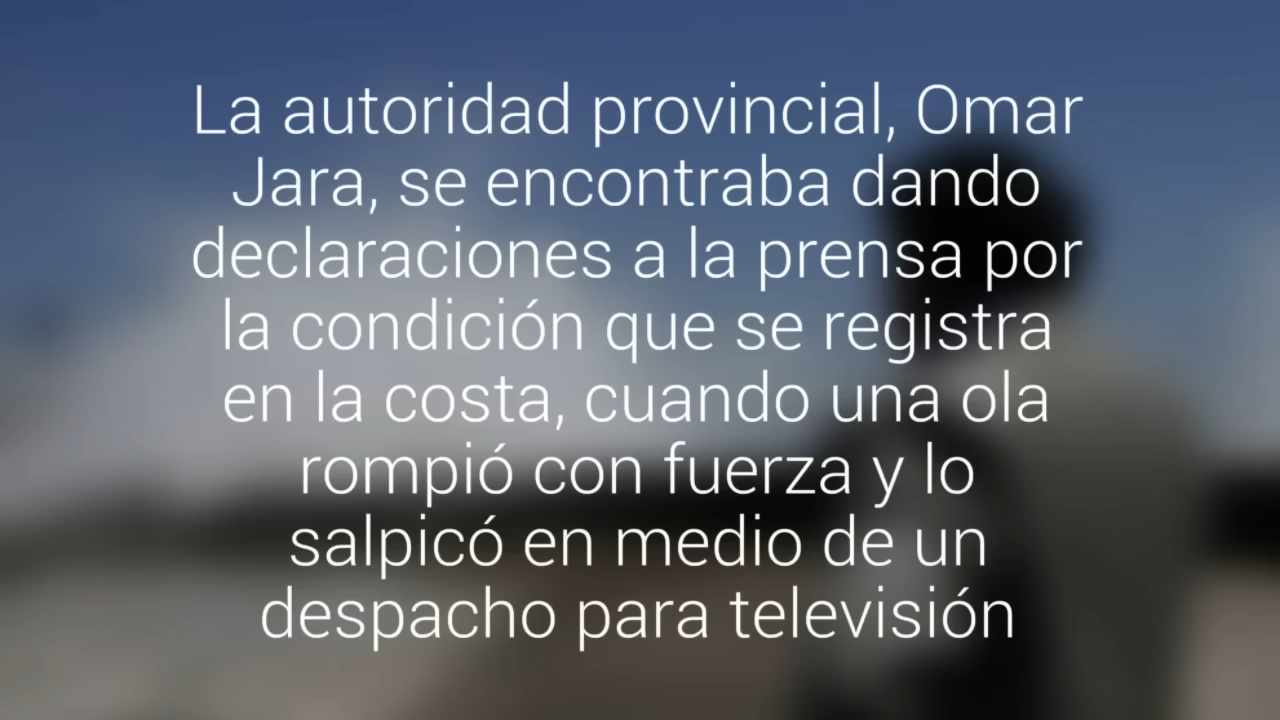 La autoridad provincial, Omar
Jara, se encontraba dando
declaraciones a la prensa por
la condición que se registra
en la costa, cuando una ola
rompió con fuerza y lo
salpicó en medio de un
despacho para televisión